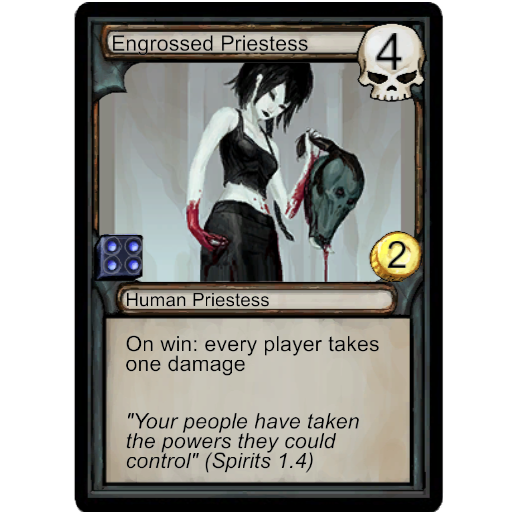 Engrossed Priestess
4
2
Human Priestess
On win: every player takes
one damage
"Your people have taken
the powers they could
control" (Spirits 1.4)